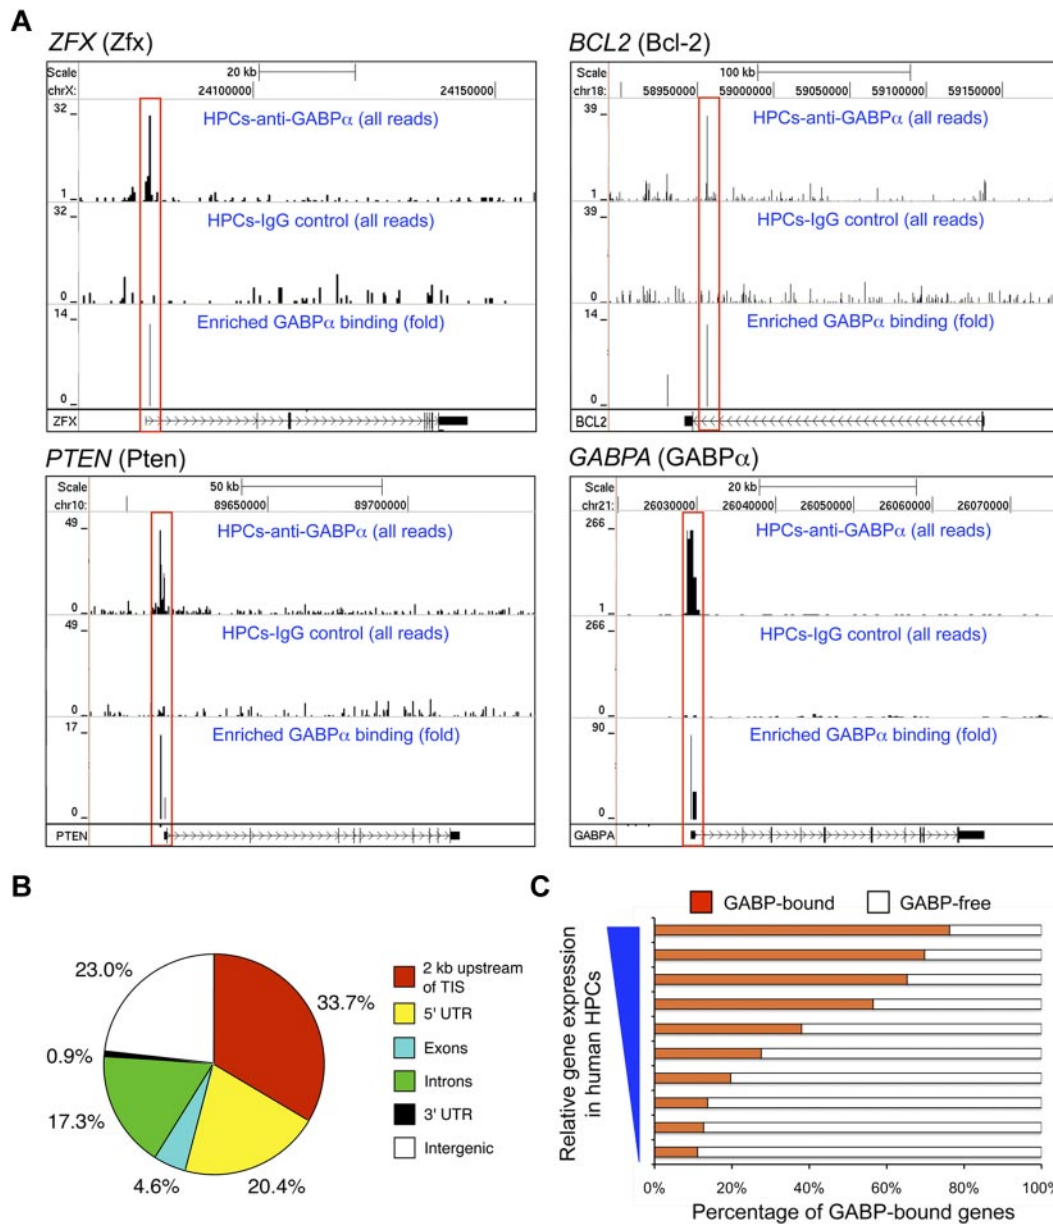 A
ZFX (Zfx)
Scale 20 kb
chrX: 24100000 24150000
32
HPCs-anti-GABPα (all reads)
1
32
HPCs-IgG control (all reads)
0
14
Enriched GABPα binding (fold)
0
ZFX
BCL2 (Bcl-2)
Scale 100 kb
chr18: 58950000 59000000 59050000 59100000 59150000
39
HPCs-anti-GABPα (all reads)
1
39
HPCs-IgG control (all reads)
0
14
Enriched GABPα binding (fold)
0
BCL2
PTEN (Pten)
Scale 50 kb
chr10: 89650000 89700000
49
HPCs-anti-GABPα (all reads)
0
49
HPCs-IgG control (all reads)
0
17
Enriched GABPα binding (fold)
0
PTEN
GABPA (GABPα)
Scale 20 kb
chr21: 26030000 26040000 26050000 26060000 26070000
266
HPCs-anti-GABPα (all reads)
1
266
HPCs-IgG control (all reads)
0
90
Enriched GABPα binding (fold)
0
GABPA
B
23.0%
33.7%
0.9%
17.3%
4.6%
20.4%
2 kb upstream
of TIS
5' UTR
Exons
Introns
3' UTR
Intergenic
C
GABP-bound GABP-free
Relative gene expression
in human HPCs
0% 20% 40% 60% 80% 100%
Percentage of GABP-bound genes